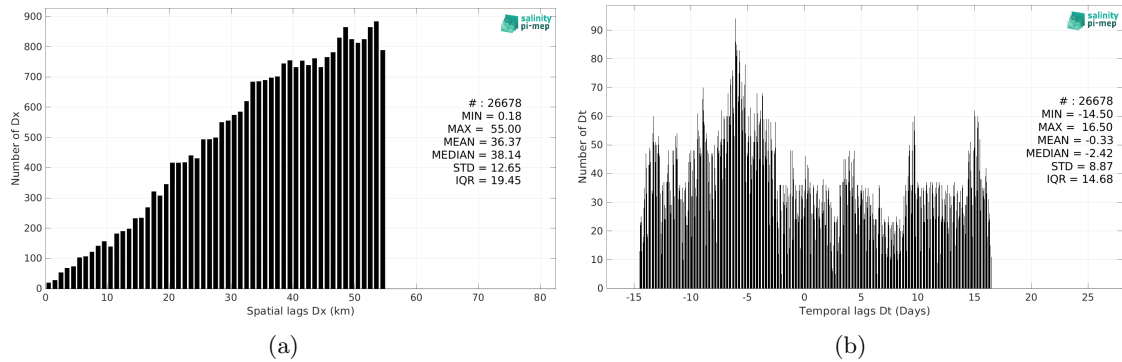 900
800
700
600
500
400
300
200
100
0
Number of Dx
0 10 20 30 40 50 60 70 80
Spatial lags Dx (km)
salinity
pi-mep
# : 26678
MIN = 0.18
MAX = 55.00
MEAN = 36.37
MEDIAN = 38.14
STD = 12.65
IQR = 19.45
(a)
90
80
70
60
50
40
30
20
10
0
Number of Dt
-15 -10 -5 0 5 10 15 20 25
Temporal lags Dt (Days)
salinity
pi-mep
# : 26678
MIN = -14.50
MAX = 16.50
MEAN = -0.33
MEDIAN = -2.42
STD = 8.87
IQR = 14.68
(b)